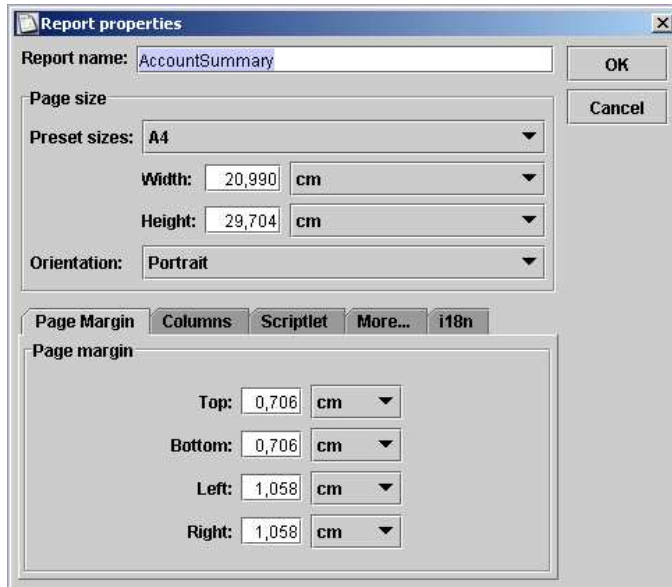 Report properties
Report name: AccountSummary
OK
Page size
Cancel
Preset sizes: A4
Width: 20,990 cm
Height: 29,704 cm
Orientation: Portrait
Page Margin Columns Scriptlet More... i18n
Page margin
Top: 0,706 cm
Bottom: 0,706 cm
Left: 1,058 cm
Right: 1,058 cm